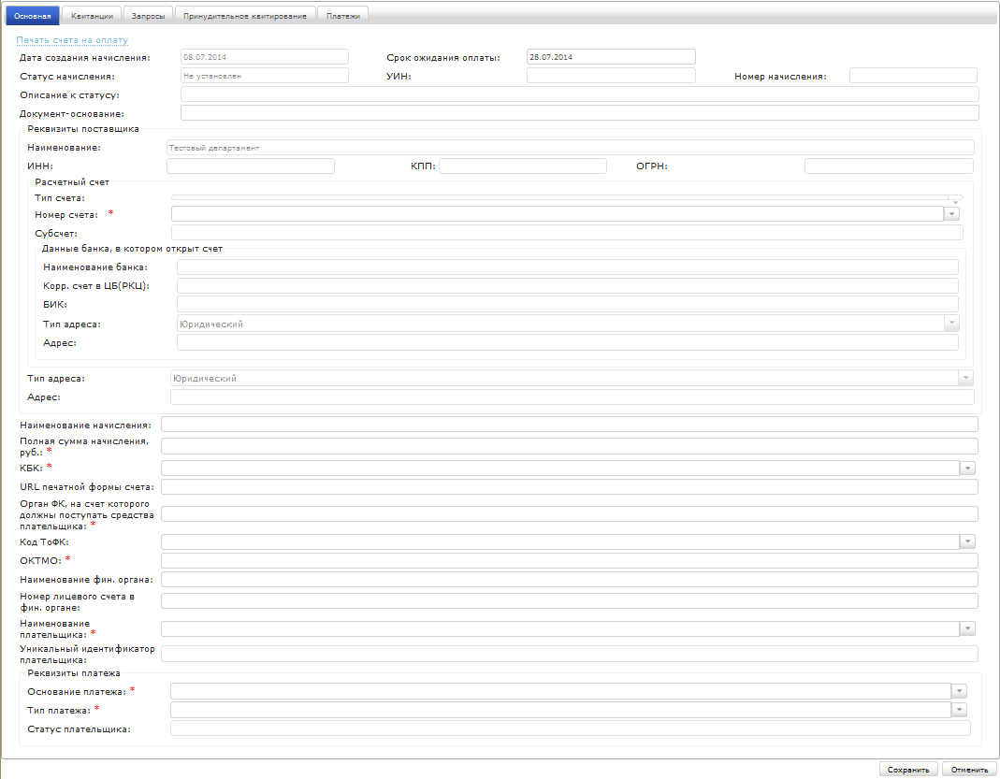 Основная Квитанции Запросы Принудительное квитирование Платежи
Печать счета на оплату
Дата создания начисления: 08.07.2014 Срок ожидания оплаты: 28.07.2014
Статус начисления: Не установлен УИН: Номер начисления:
Описание к статусу:
Документ-основание:
Реквизиты поставщика
Наименование: Тестовый департамент
ИНН: КПП: ОГРН:
Расчетный счет
Тип счета:
Номер счета: *
Субсчет:
Данные банка, в котором открыт счет
Наименование банка:
Корр. счет в ЦБ(РКЦ):
БИК:
Тип адреса: Юридический
Адрес:
Тип адреса: Юридический
Адрес:
Наименование начисления:
Полная сумма начисления,
руб.: *
КБК: *
URL печатной формы счета:
Орган ФК, на счет которого
должны поступать средства
плательщика: *
Код ТоФК:
ОКТМО: *
Наименование фин. органа:
Номер лицевого счета в
фин. органе:
Наименование
плательщика: *
Уникальный идентификатор
плательщика:
Реквизиты платежа
Основание платежа: *
Тип платежа: *
Статус плательщика:
Сохранить Отменить